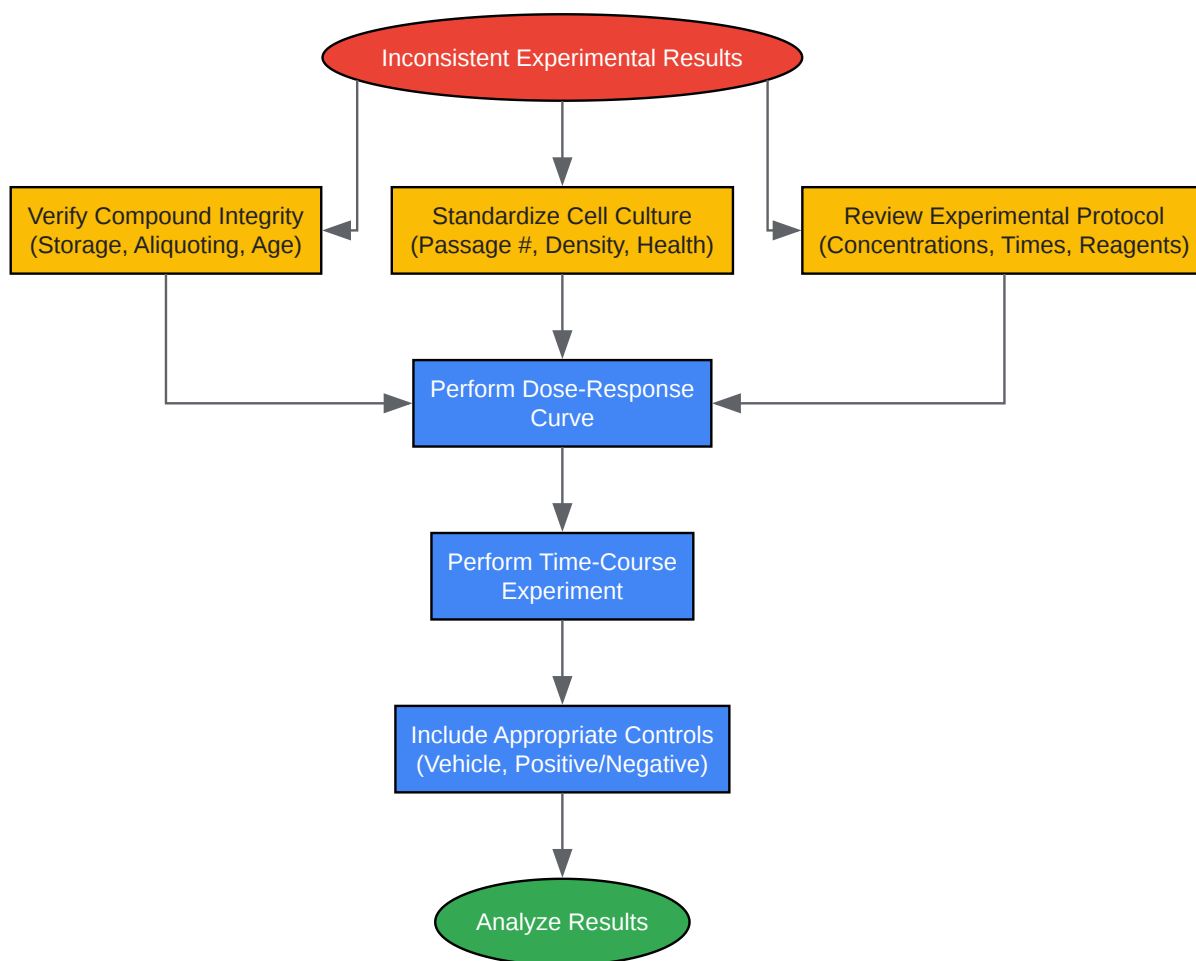 Inconsistent Experimental Results
Verify Compound Integrity
(Storage, Aliquoting, Age)
Standardize Cell Culture
(Passage #, Density, Health)
Review Experimental Protocol
(Concentrations, Times, Reagents)
Perform Dose-Response
Curve
Perform Time-Course
Experiment
Include Appropriate Controls
(Vehicle, Positive/Negative)
Analyze Results